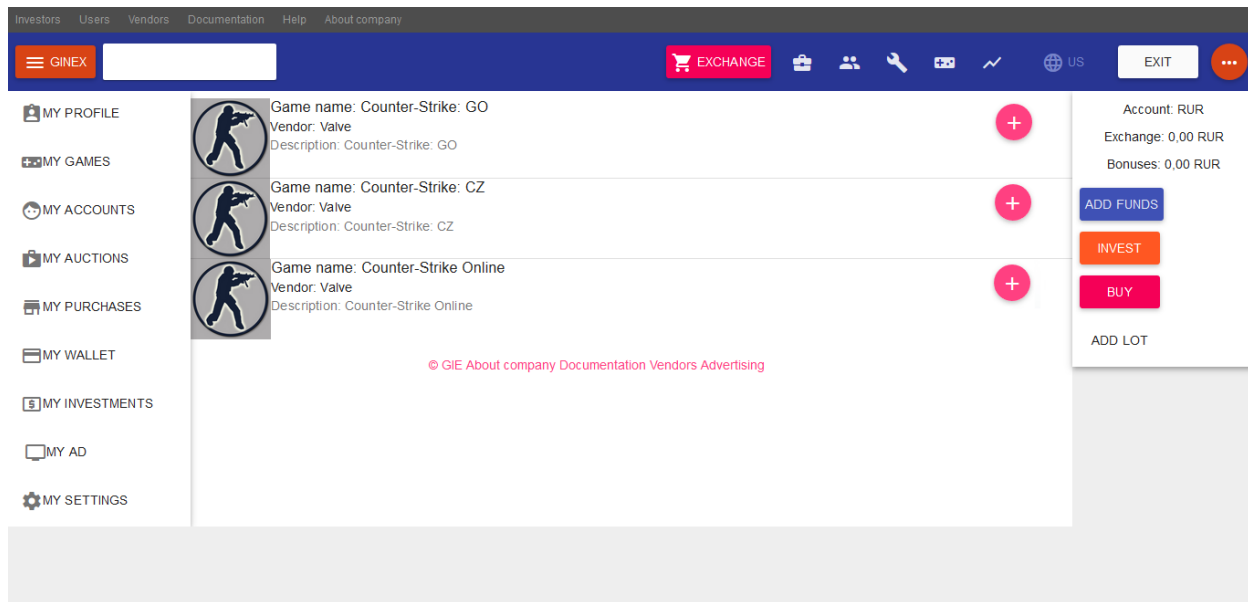 Investors Users Vendors Documentation Help About company
GINEX
EXCHANGE
US
EXIT
MY PROFILE
MY GAMES
MY ACCOUNTS
MY AUCTIONS
MY PURCHASES
MY WALLET
MY INVESTMENTS
MY AD
MY SETTINGS
Game name: Counter-Strike: GO
Vendor: Valve
Description: Counter-Strike: GO
Game name: Counter-Strike: CZ
Vendor: Valve
Description: Counter-Strike: CZ
Game name: Counter-Strike Online
Vendor: Valve
Description: Counter-Strike Online
© GIE About company Documentation Vendors Advertising
Account: RUR
Exchange: 0,00 RUR
Bonuses: 0,00 RUR
ADD FUNDS
INVEST
BUY
ADD LOT